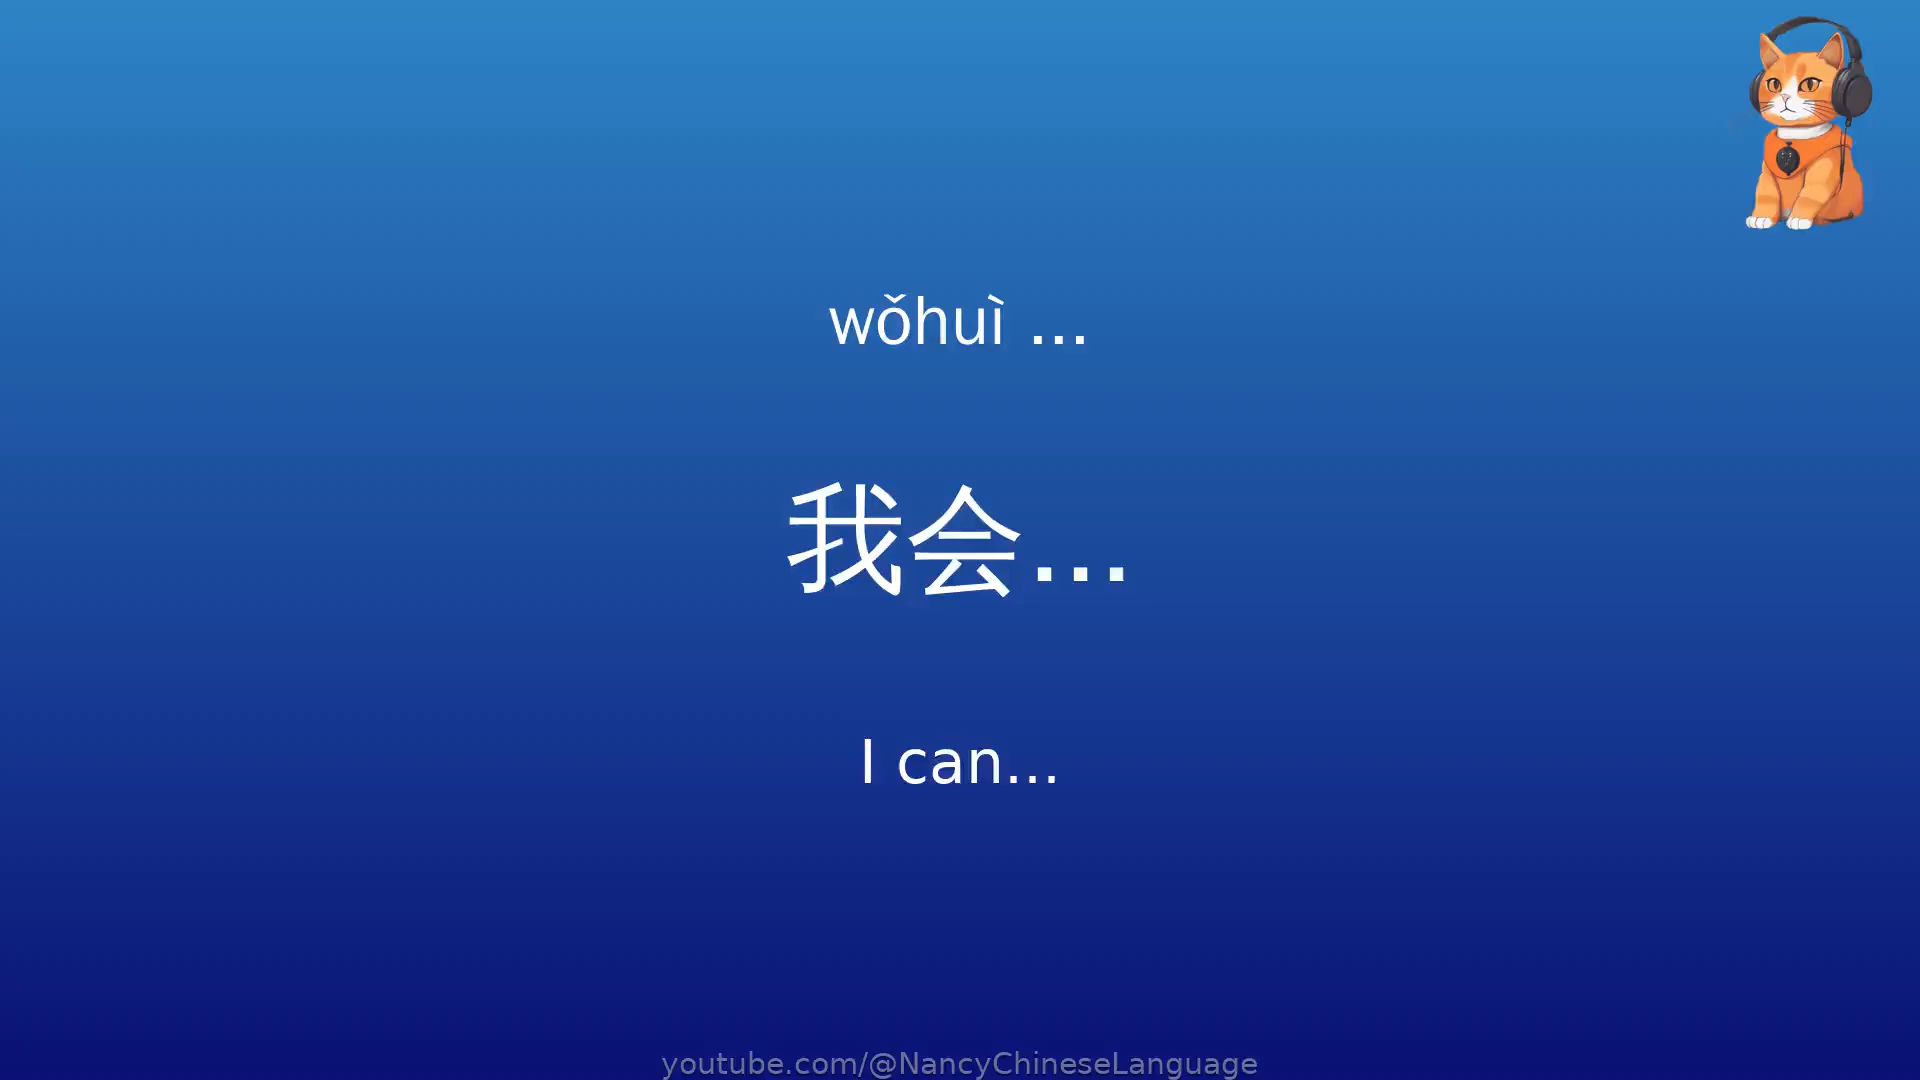 wǒhuì ...
我会...
I can...
youtube.com/@NancyChineseLanguage